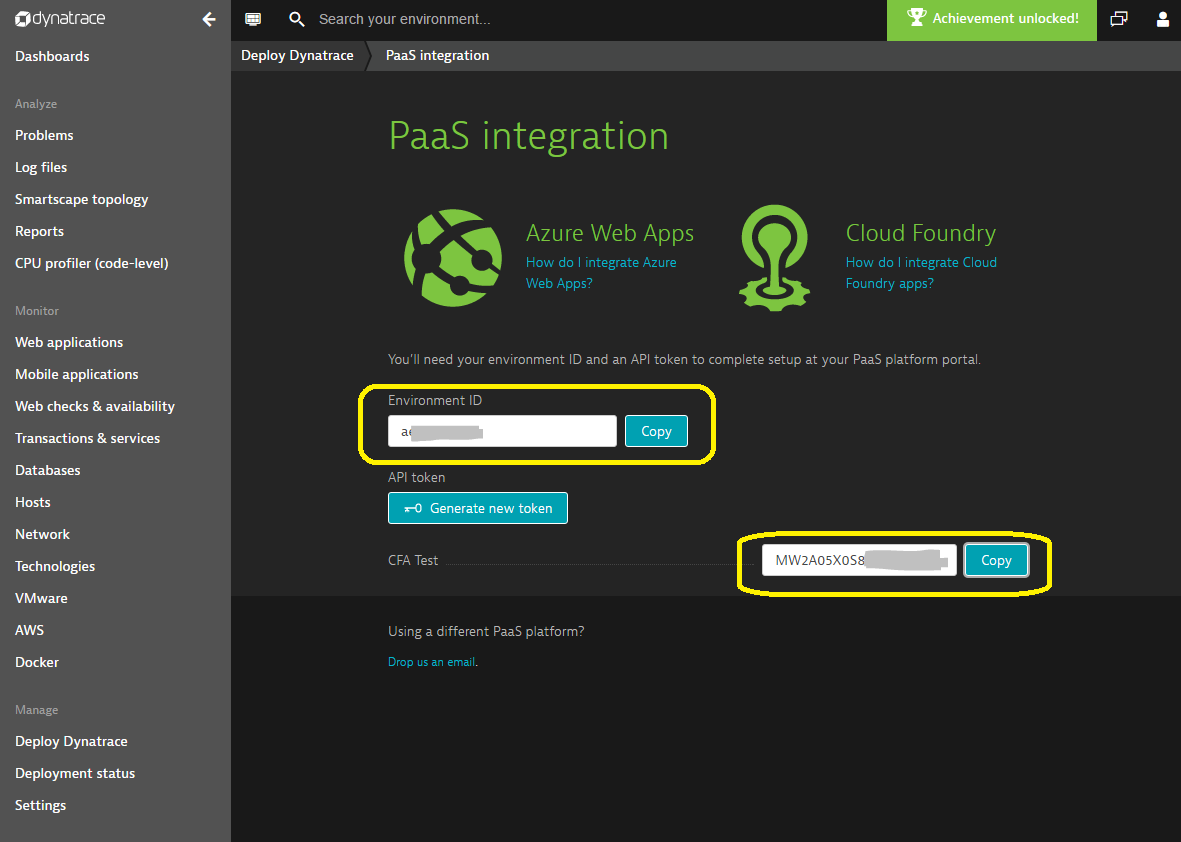 dynatrace
Search your environment...
Achievement unlocked!
Deploy Dynatrace
PaaS integration
Dashboards
Analyze
Problems
Log files
Smartscape topology
Reports
CPU profiler (code-level)
Monitor
Web applications
Mobile applications
Web checks & availability
Transactions & services
Databases
Hosts
Network
Technologies
VMware
AWS
Docker
Manage
Deploy Dynatrace
Deployment status
Settings
PaaS integration
Azure Web Apps
How do I integrate Azure
Web Apps?
Cloud Foundry
How do I integrate Cloud
Foundry apps?
You'll need your environment ID and an API token to complete setup at your PaaS platform portal.
Environment ID
Copy
API token
Generate new token
CFA Test
MW2A05X0S8
Copy
Using a different PaaS platform?
Drop us an email.